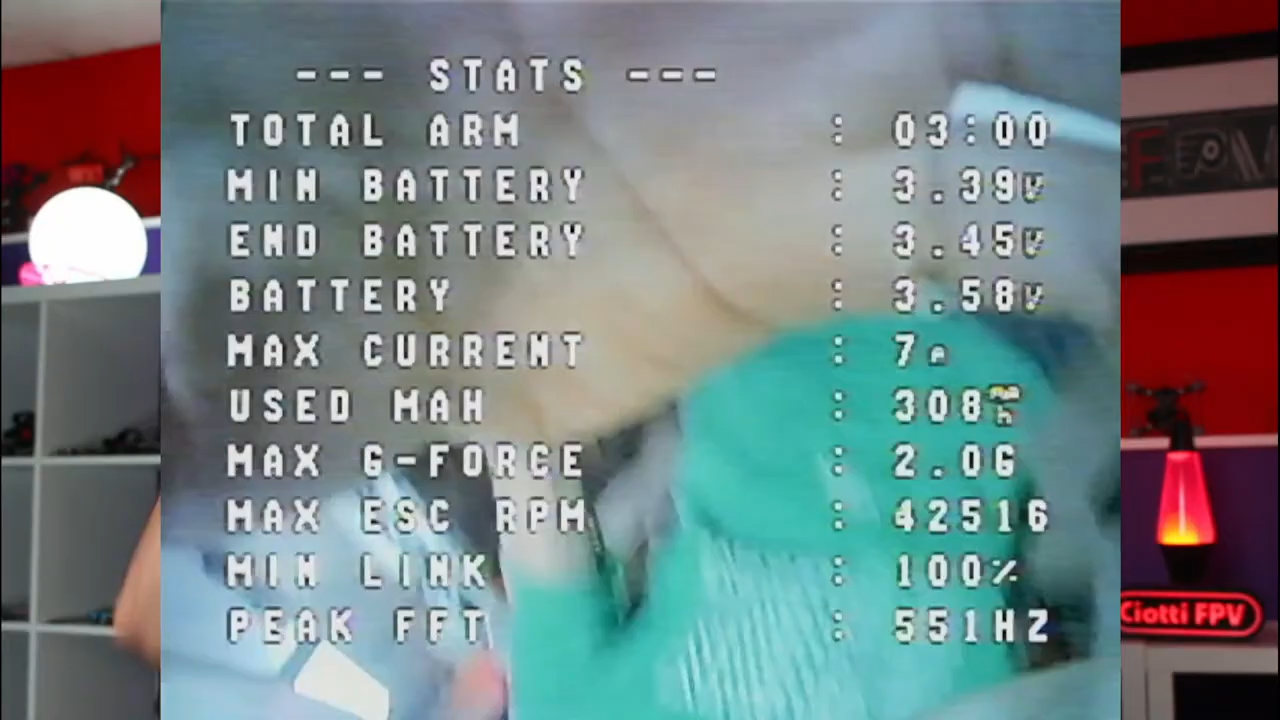 --- STATS ---
TOTAL ARM : 03:00
MIN BATTERY : 3.39V
END BATTERY : 3.45V
BATTERY : 3.58V
MAX CURRENT : 7A
USED MAH : 308mAh
MAX G-FORCE : 2.0G
MAX ESC RPM : 42516
MIN LINK : 100%
PEAK FFT : 551HZ
FPV
Ciotti FPV